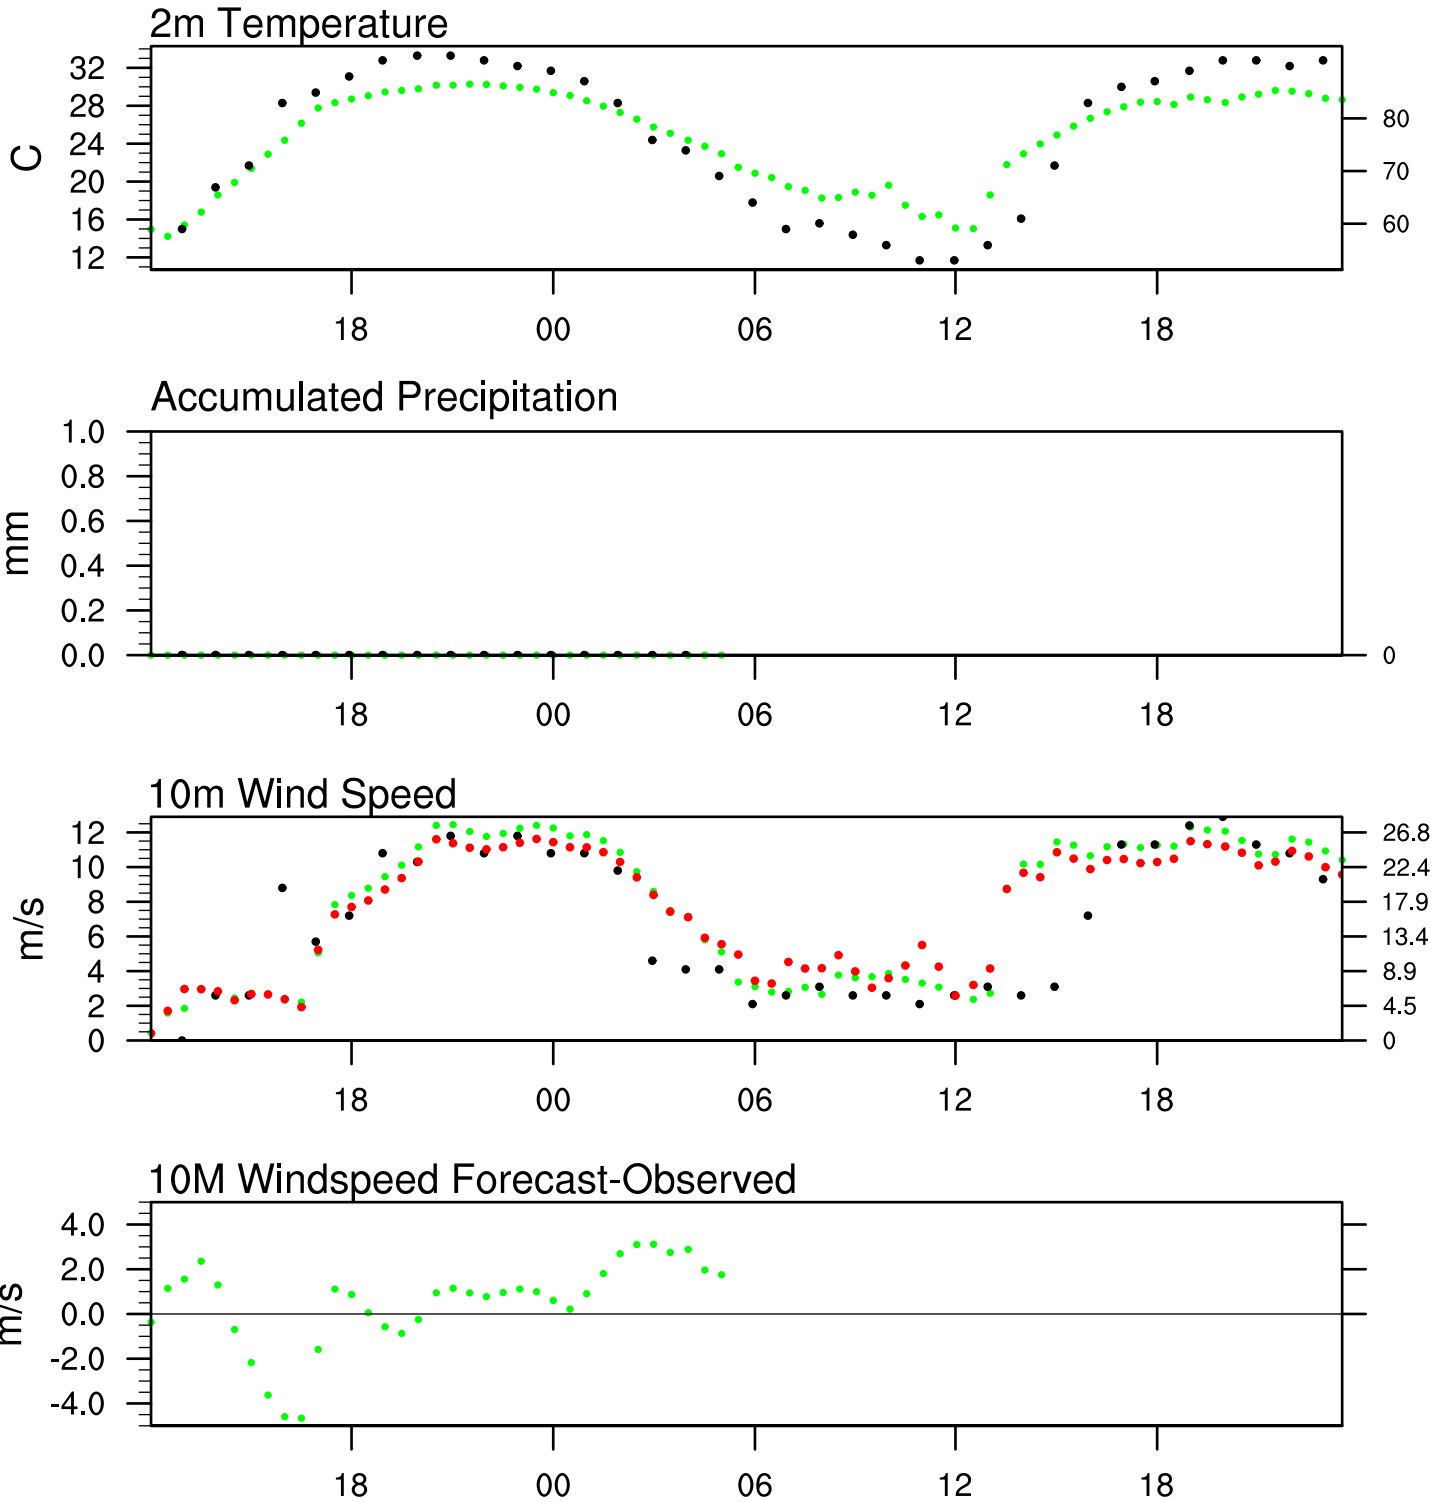 2m Temperature
32
28
24
20
16
12
C
80
70
60
18 00 06 12 18
Accumulated Precipitation
1.0
0.8
0.6
0.4
0.2
0.0
mm
0
18 00 06 12 18
10m Wind Speed
12
10
8
6
4
2
0
m/s
26.8
22.4
17.9
13.4
8.9
4.5
0
18 00 06 12 18
10M Windspeed Forecast-Observed
4.0
2.0
0.0
-2.0
-4.0
m/s
18 00 06 12 18